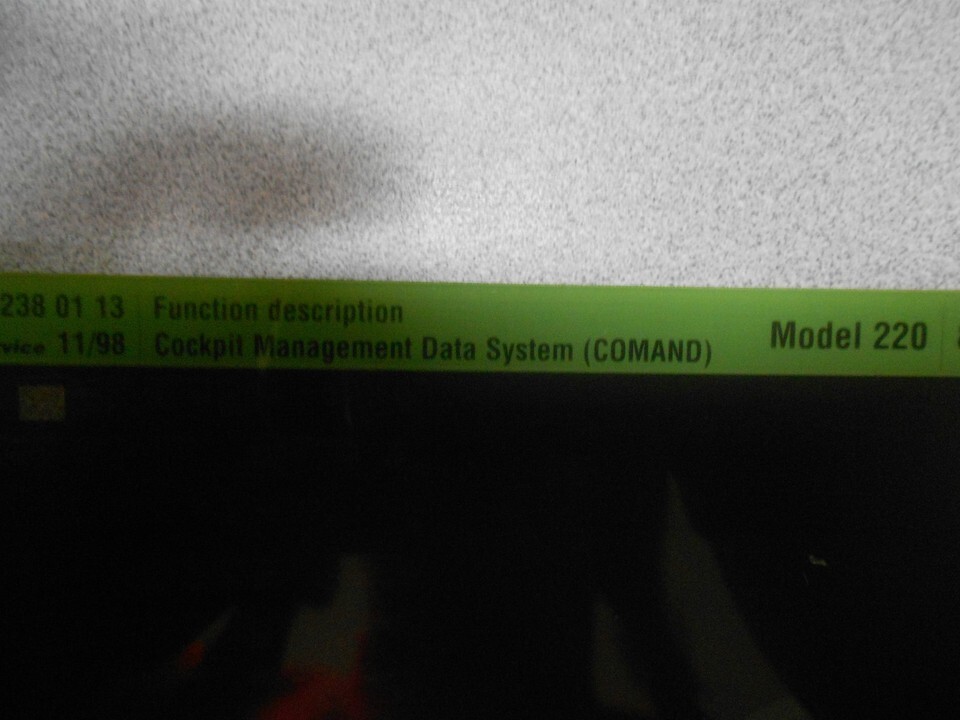 238 01 13 Function description
vice 11/98 Cockpit Management Data System (COMAND)
Model 220